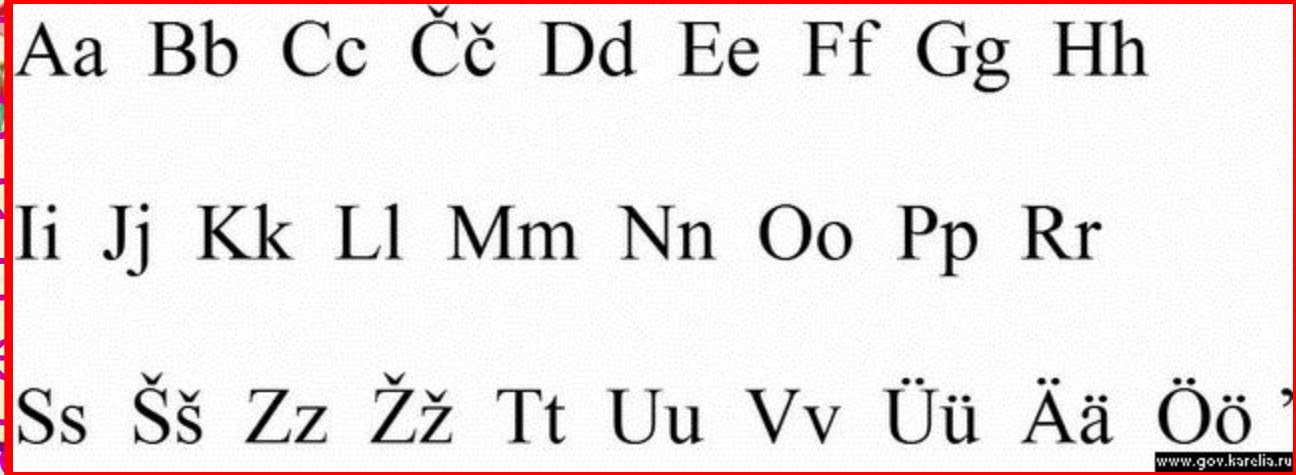 Aa Bb Cc Čč Dd Ee Ff Gg Hh
Ii Jj Kk Ll Mm Nn Oo Pp Rr
Ss Šš Zz Žž Tt Uu Vv Üü Ää Öö ’
www.gov.karelia.ru